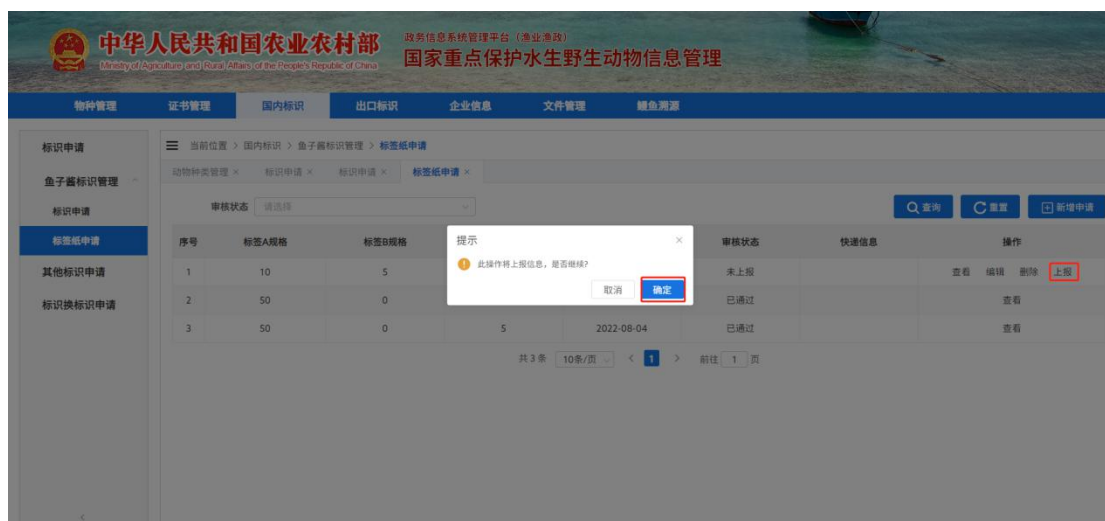 中华人民共和国农业农村部
Ministry of Agriculture and Rural Affairs of the People's Republic of China
政务信息系统管理平台（渔业渔政）
国家重点保护水生野生动物信息管理
物种管理 证书管理 国内标识 出口标识 企业信息 文件管理 鳗鱼溯源
标识申请
鱼子酱标识管理
标识申请
标签纸申请
其他标识申请
标识换标识申请
当前位置 > 国内标识 > 鱼子酱标识管理 > 标签纸申请
动物种类管理 × 标识申请 × 标识申请 × 标签纸申请 ×
审核状态 请选择 查询 重置 新增申请
序号 标签A规格 标签B规格 审核状态 快递信息 操作
1 10 5 未上报 查看 编辑 删除 上报
2 50 0 已通过 查看
3 50 0 5 2022-08-04 已通过 查看
提示 ×
此操作将上报信息，是否继续?
取消 确定
共 3 条 10条/页 < 1 > 前往 1 页